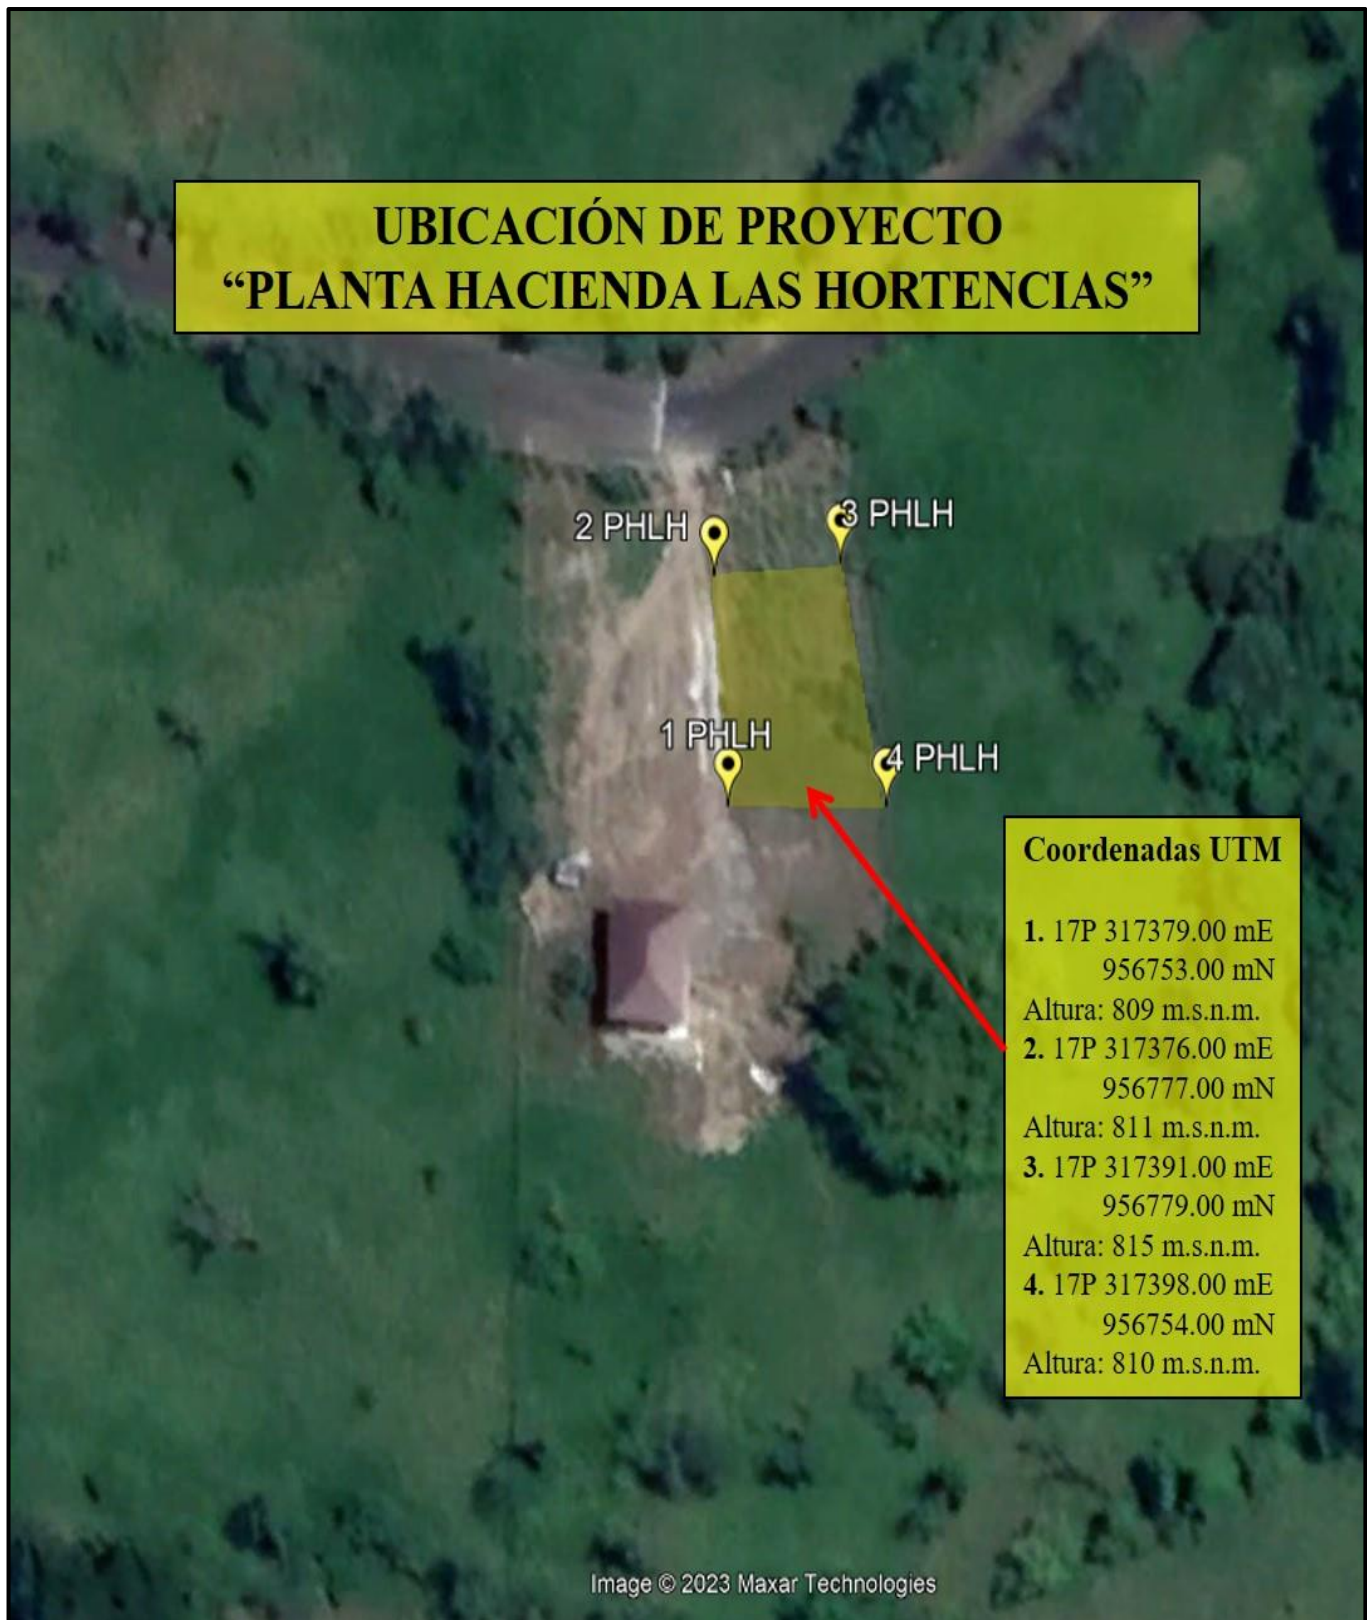 UBICACIÓN DE PROYECTO
“PLANTA HACIENDA LAS HORTENCIAS”
2 PHLH
3 PHLH
1 PHLH
4 PHLH
Coordenadas UTM
1. 17P 317379.00 mE
956753.00 mN
Altura: 809 m.s.n.m.
2. 17P 317376.00 mE
956777.00 mN
Altura: 811 m.s.n.m.
3. 17P 317391.00 mE
956779.00 mN
Altura: 815 m.s.n.m.
4. 17P 317398.00 mE
956754.00 mN
Altura: 810 m.s.n.m.
Image © 2023 Maxar Technologies